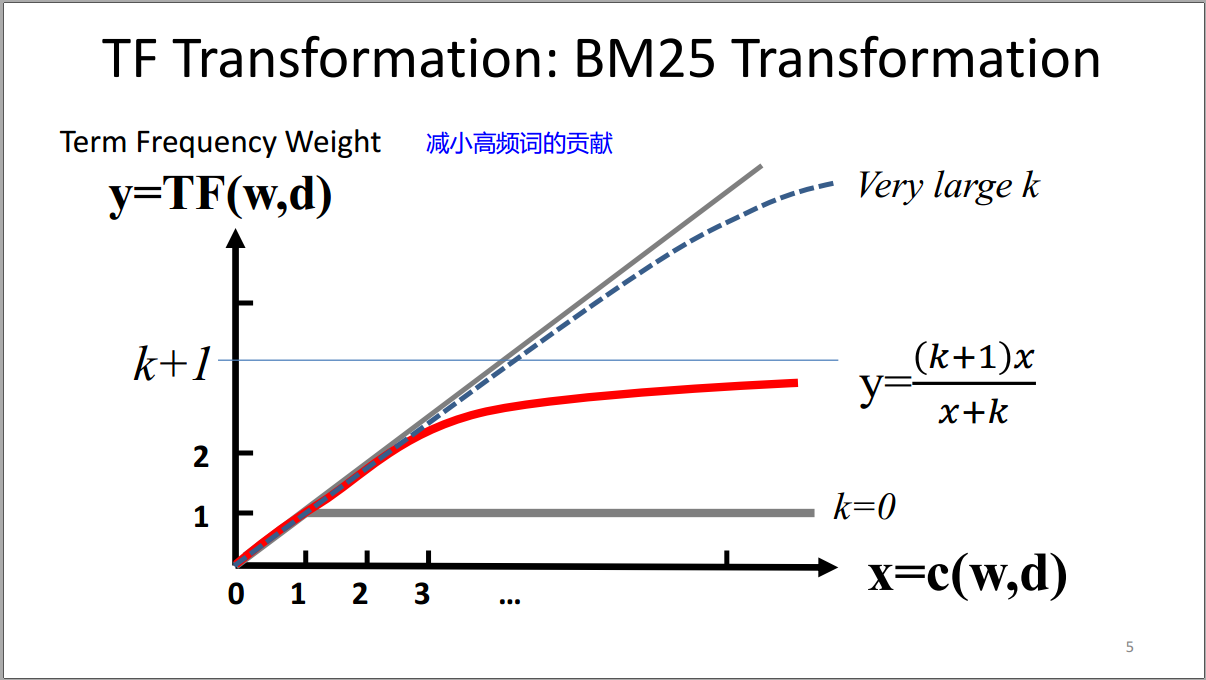 TF Transformation: BM25 Transformation
Term Frequency Weight
减小高频词的贡献
y=TF(w,d)
Very large k
k+1
y=(k+1)x/x+k
2
1
k=0
x=c(w,d)
0 1 2 3 ...
5